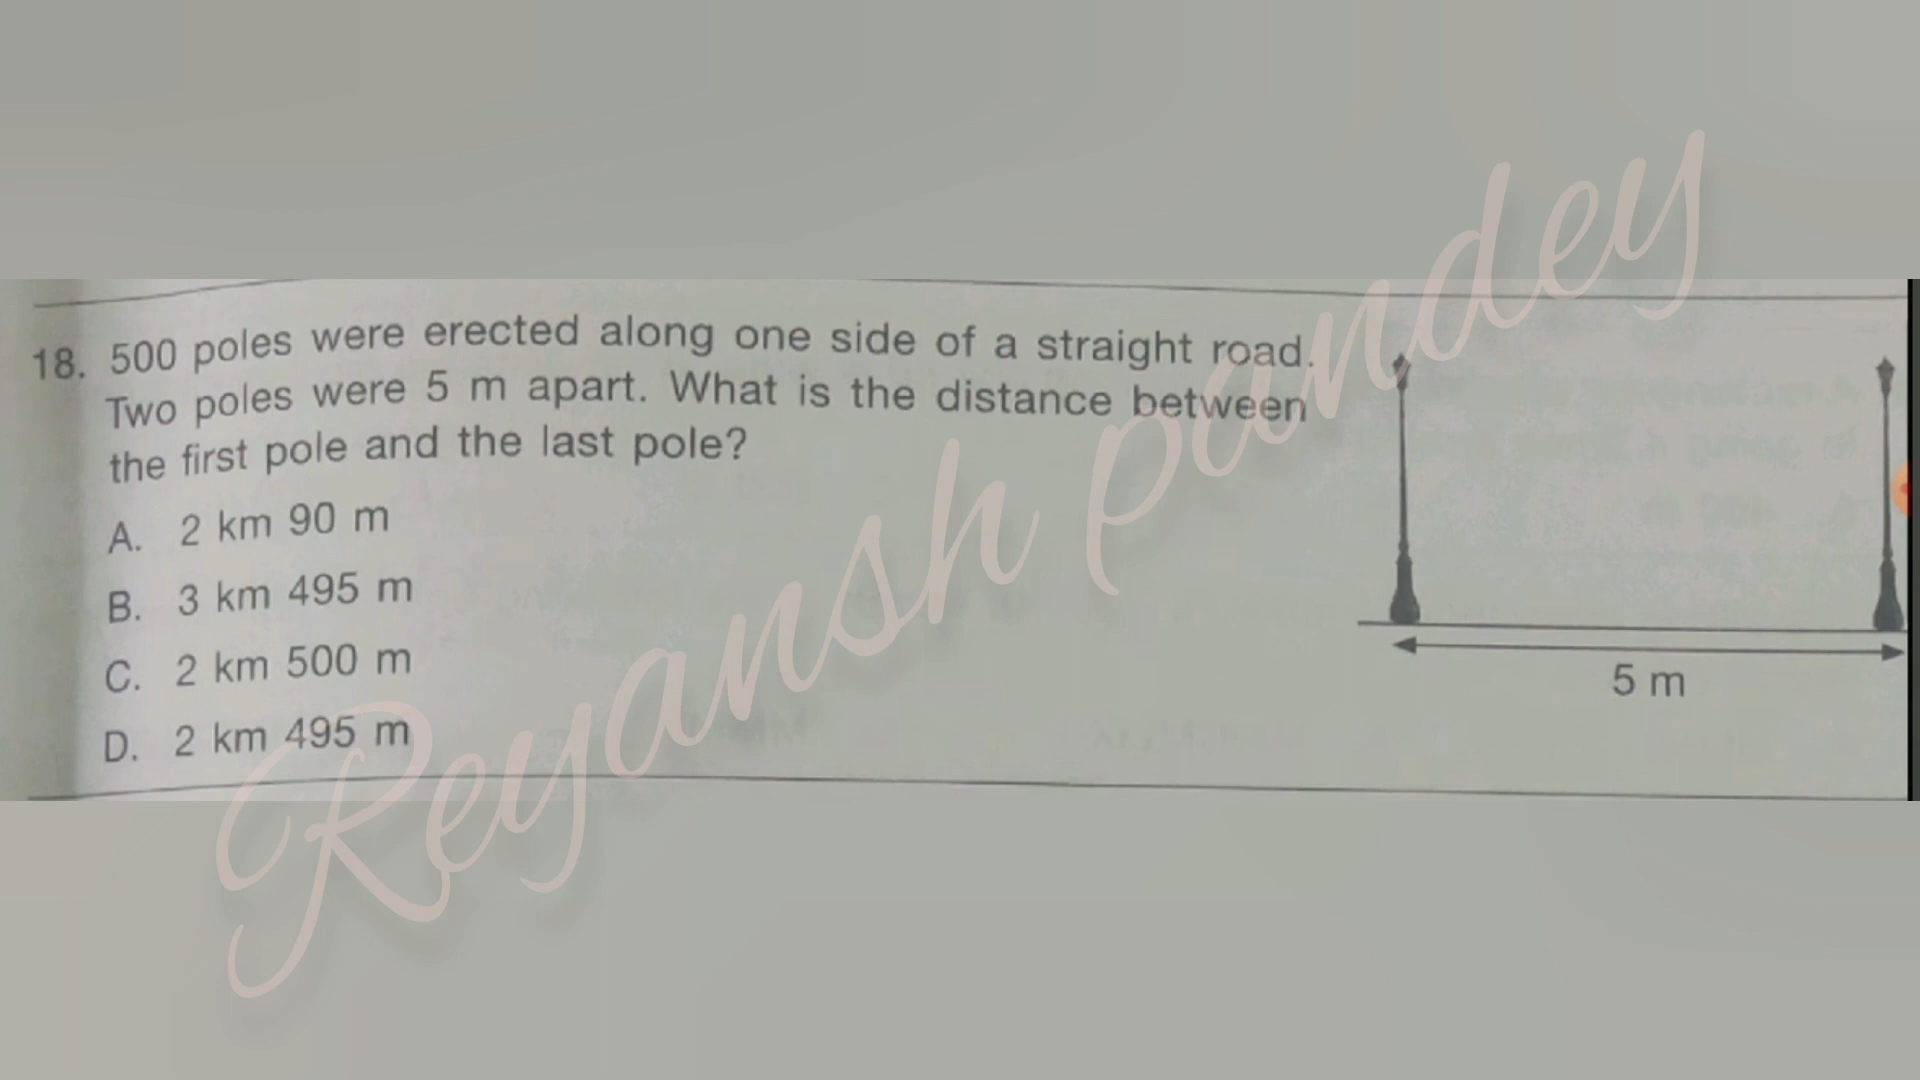 18. 500 poles were erected along one side of a straight road.
Two poles were 5 m apart. What is the distance between
the first pole and the last pole?
A. 2 km 90 m
B. 3 km 495 m
C. 2 km 500 m
D. 2 km 495 m
5 m
Reyansh pandey